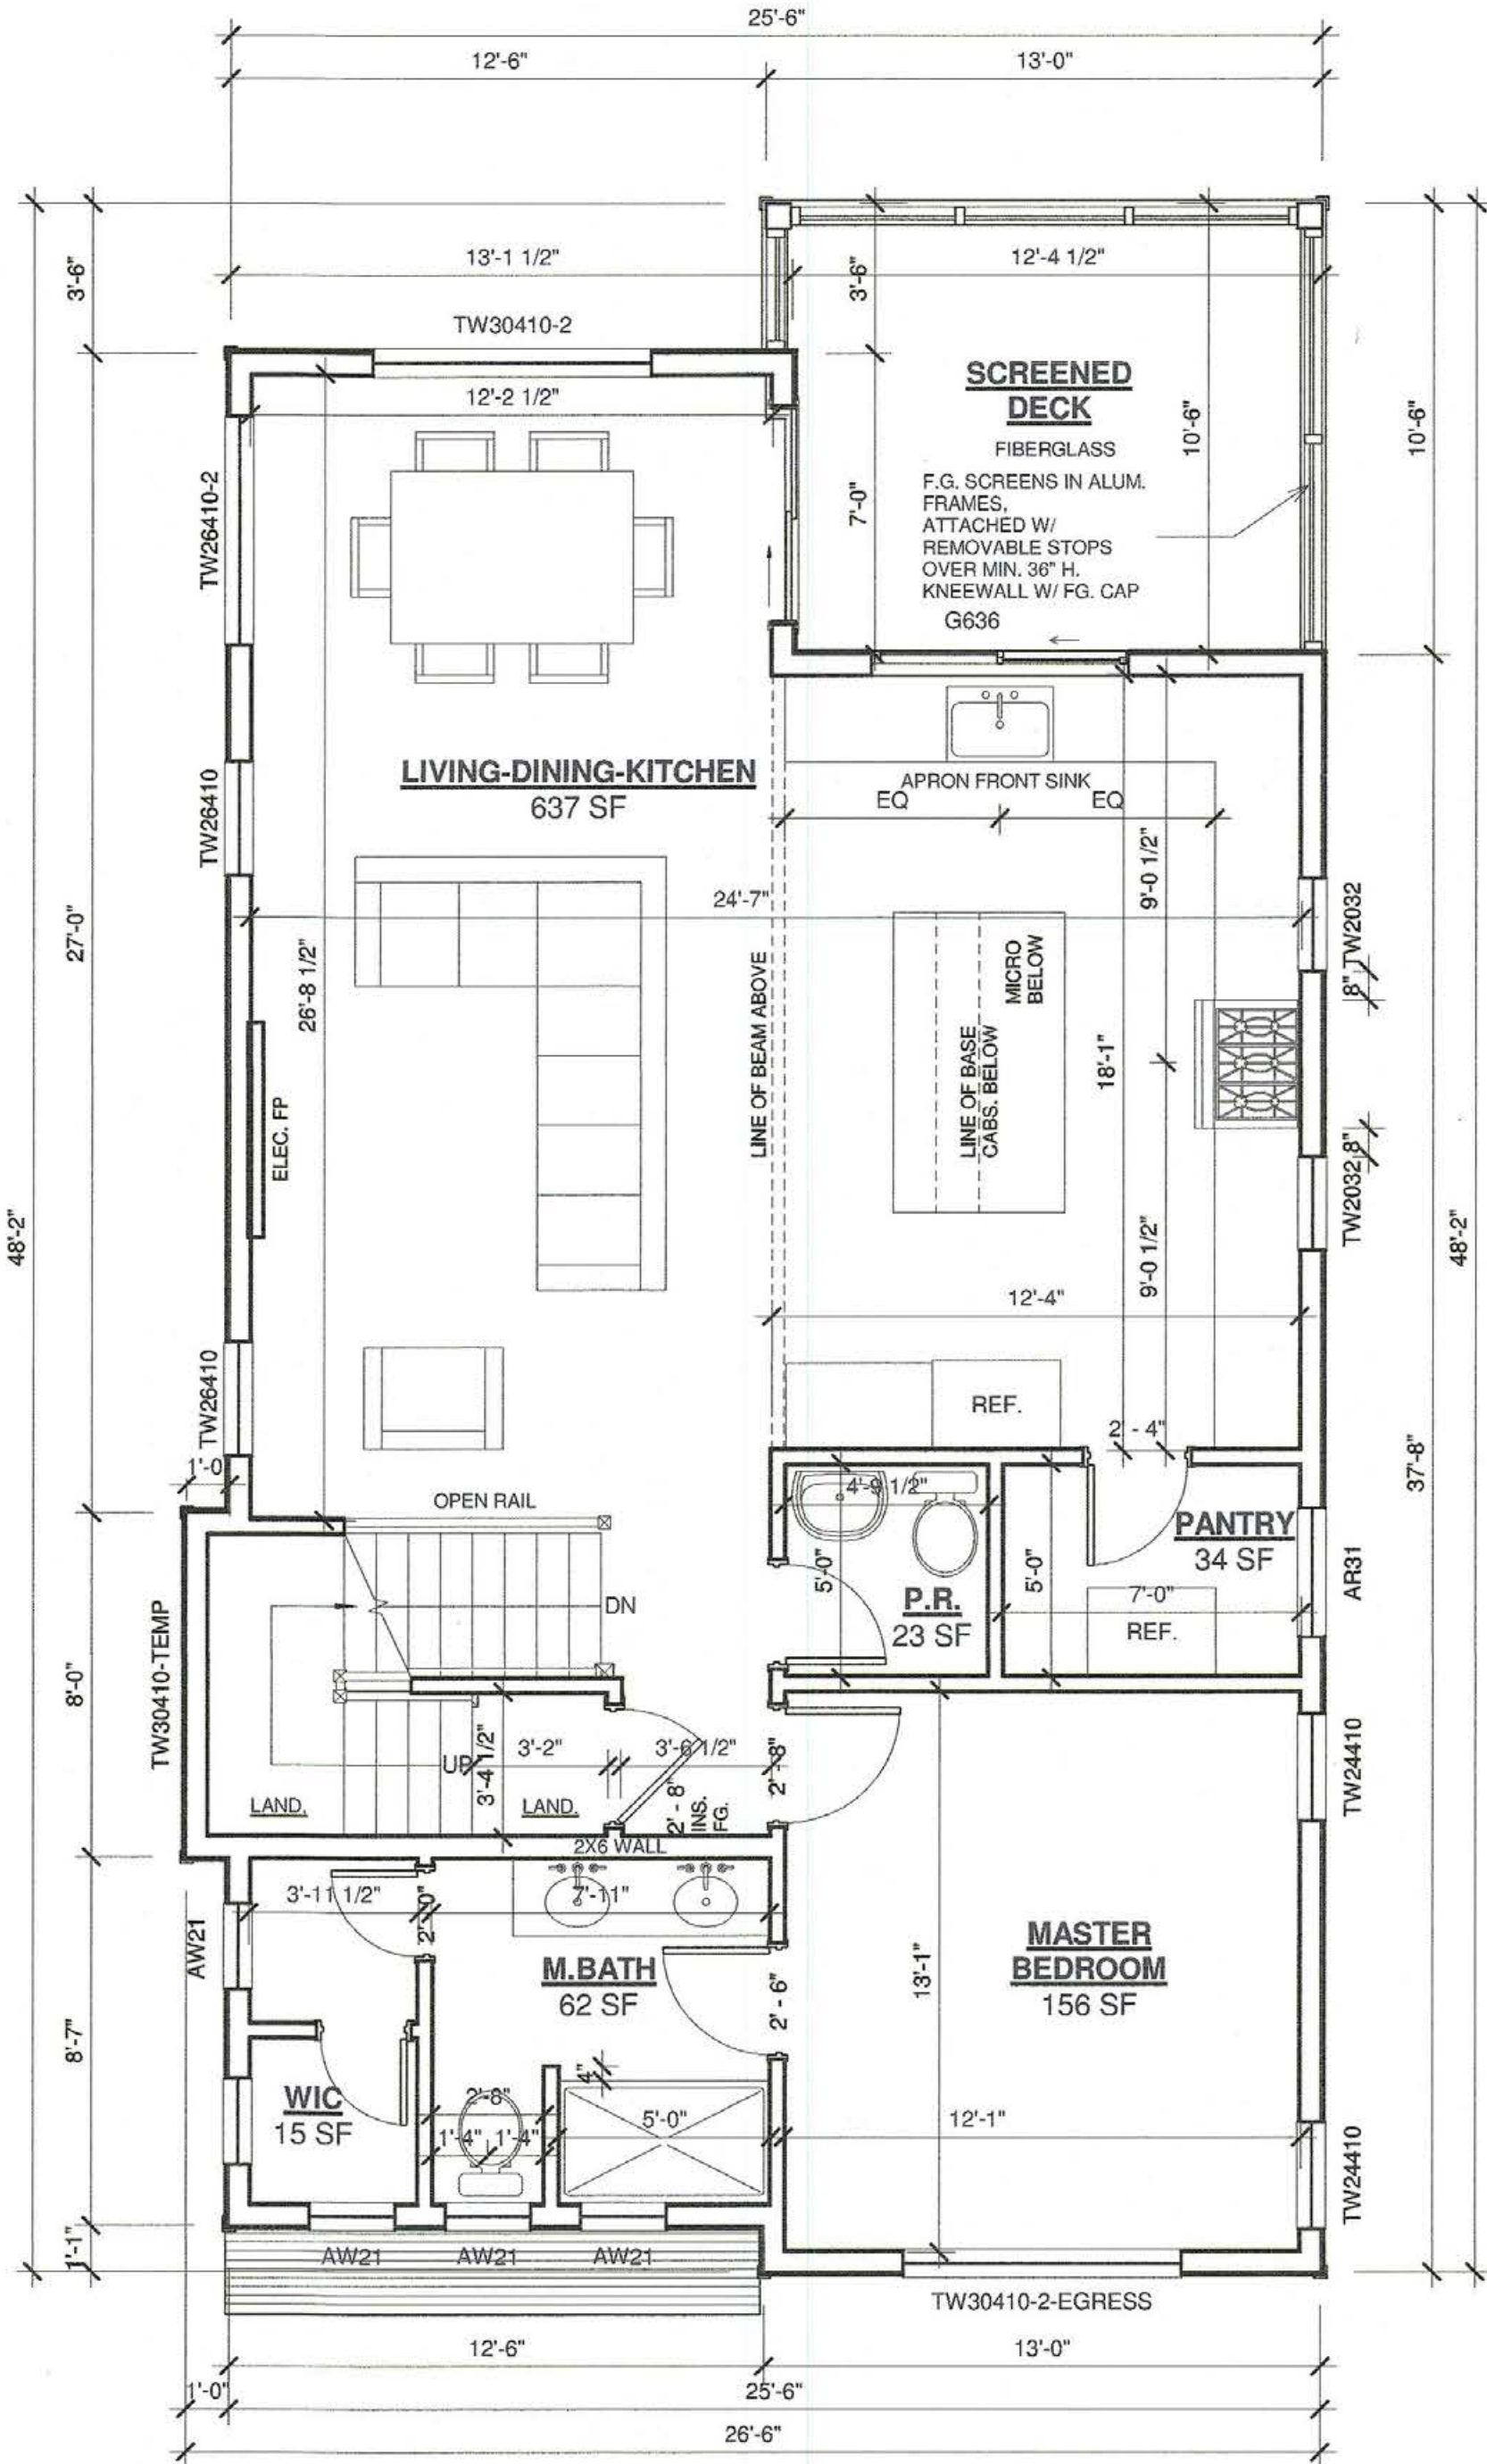 25'-6"
12'-6"
13'-0"
13'-1 1/2"
3'-6"
12'-4 1/2"
3'-6"
TW30410-2
12'-2 1/2"
SCREENED
DECK
FIBERGLASS
F.G. SCREENS IN ALUM.
FRAMES,
ATTACHED W/
REMOVABLE STOPS
OVER MIN. 36" H.
KNEEWALL W/ FG. CAP
G636
10'-6"
10'-6"
7'-0"
TW26410-2
LIVING-DINING-KITCHEN
637 SF
APRON FRONT SINK
EQ
EQ
TW26410
9'-0 1/2"
24'-7"
TW2032
8"
27'-0"
26'-8 1/2"
LINE OF BEAM ABOVE
MICRO
BELOW
LINE OF BASE
CABS. BELOW
18'-1"
ELEC. FP
8"
TW2032
48'-2"
48'-2"
9'-0 1/2"
12'-4"
TW26410
REF.
2' - 4"
37'-8"
1'-0
OPEN RAIL
4'-9 1/2"
PANTRY
34 SF
5'-0"
5'-0"
7'-0"
REF.
AR31
P.R.
23 SF
DN
TW30410-TEMP
8'-0"
UP
3'-4 1/2"
3'-2"
3'-6 1/2"
2' - 8"
2' - 8"
INS.
FG.
LAND.
LAND.
2X6 WALL
TW24410
3'-11 1/2"
2'-0"
7'-11"
AW21
M.BATH
62 SF
2' - 6"
13'-1"
MASTER
BEDROOM
156 SF
8'-7"
WIC
15 SF
4"
2'-8"
1'-4"
1'-4"
5'-0"
12'-1"
TW24410
1'-1"
AW21
AW21
AW21
TW30410-2-EGRESS
12'-6"
13'-0"
1'-0"
25'-6"
26'-6"